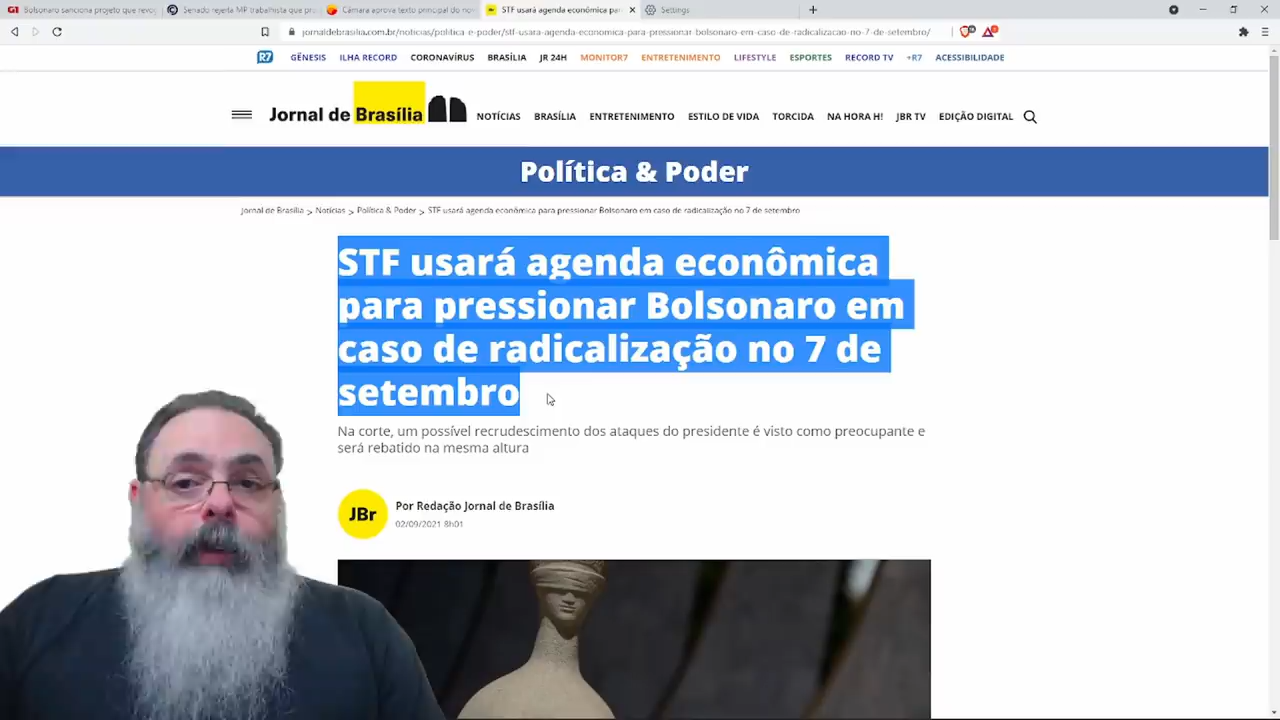 G1 Bolsonaro sanciona projeto que revog
Senado rejeita MP trabalhista que pr
Câmara aprova texto principal do no
STF usará agenda econômica par
Settings
jornaldebrasilia.com.br/noticias/politica-e-poder/stf-usara-agenda-economica-para-pressionar-bolsonaro-em-caso-de-radicalizacao-no-7-de-setembro/
R7 GÊNESIS ILHA RECORD CORONAVÍRUS BRASÍLIA JR 24H MONITOR7 ENTRETENIMENTO LIFESTYLE ESPORTES RECORD TV +R7 ACESSIBILIDADE
Jornal de Brasília NOTÍCIAS BRASÍLIA ENTRETENIMENTO ESTILO DE VIDA TORCIDA NA HORA H! JBR TV EDIÇÃO DIGITAL
Política & Poder
Jornal de Brasília > Notícias > Política & Poder > STF usará agenda econômica para pressionar Bolsonaro em caso de radicalização no 7 de setembro
STF usará agenda econômica
para pressionar Bolsonaro em
caso de radicalização no 7 de
setembro
Na corte, um possível recrudescimento dos ataques do presidente é visto como preocupante e
será rebatido na mesma altura
JBr
Por Redação Jornal de Brasília
02/09/2021 8h01